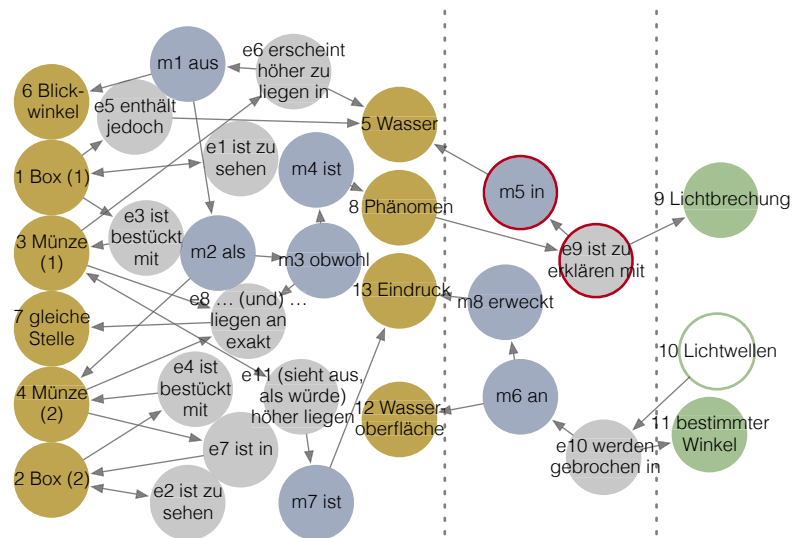 m1 aus
e6 erscheint
höher zu
liegen in
6 Blick-
winkel
e5 enthält
jedoch
5 Wasser
e1 ist zu
sehen
m4 ist
1 Box (1)
m5 in
9 Lichtbrechung
8 Phänomen
e3 ist
bestückt
mit
3 Münze
(1)
m2 als
m3 obwohl
e9 ist zu
erklären mit
13 Eindruck
m8 erweckt
e8 ... (und) ...
liegen an
exakt
7 gleiche
Stelle
10 Lichtwellen
e4 ist
bestückt
mit
e11 (sieht aus,
als würde)
höher liegen
4 Münze
(2)
m6 an
12 Wasser-
oberfläche
11 bestimmter
Winkel
e7 ist in
e10 werden
gebrochen in
2 Box (2)
e2 ist zu
sehen
m7 ist